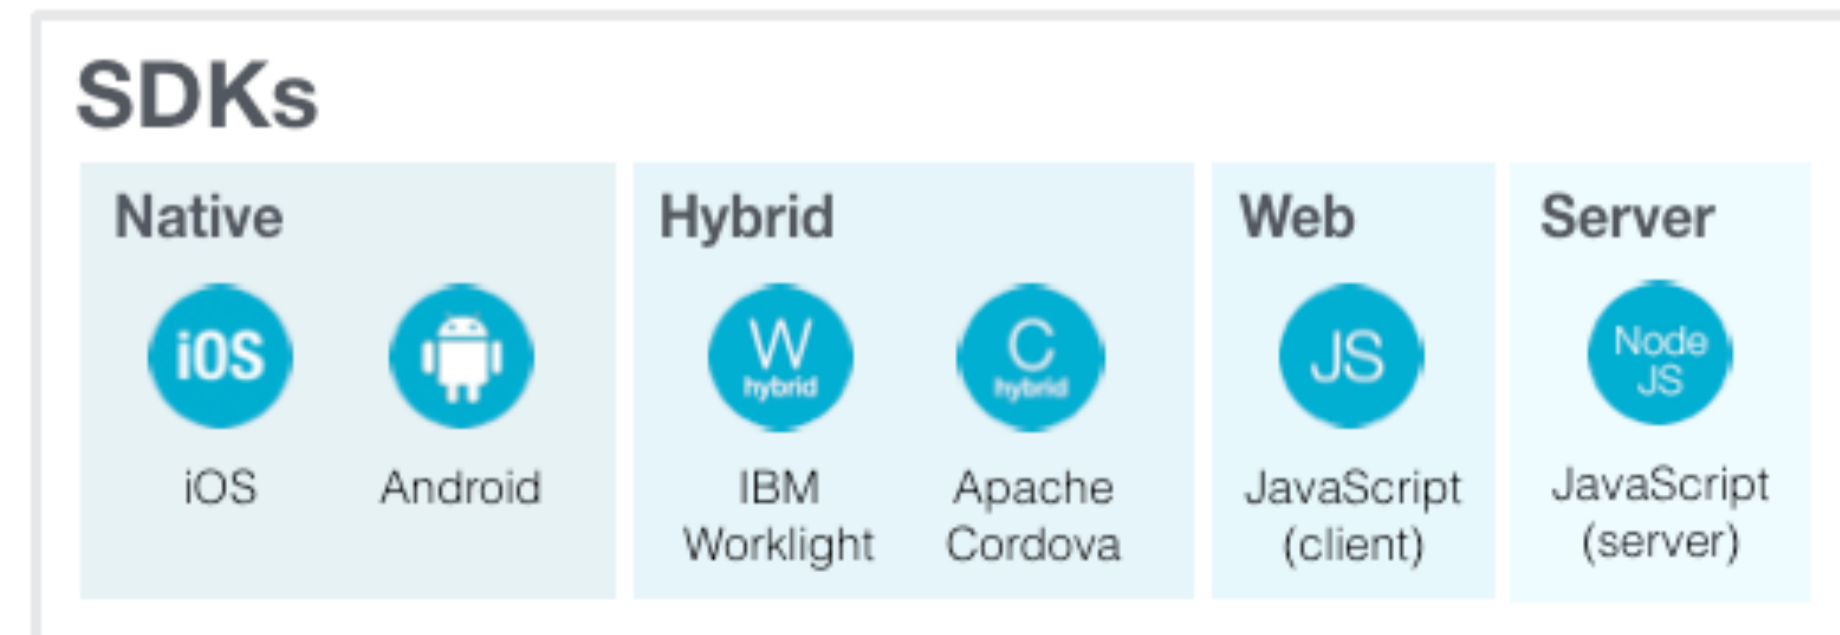 SDKs
Native
iOS
iOS
Android
Hybrid
W
hybrid
IBM
Worklight
C
hybrid
Apache
Cordova
Web
JS
JavaScript
(client)
Server
Node
JS
JavaScript
(server)